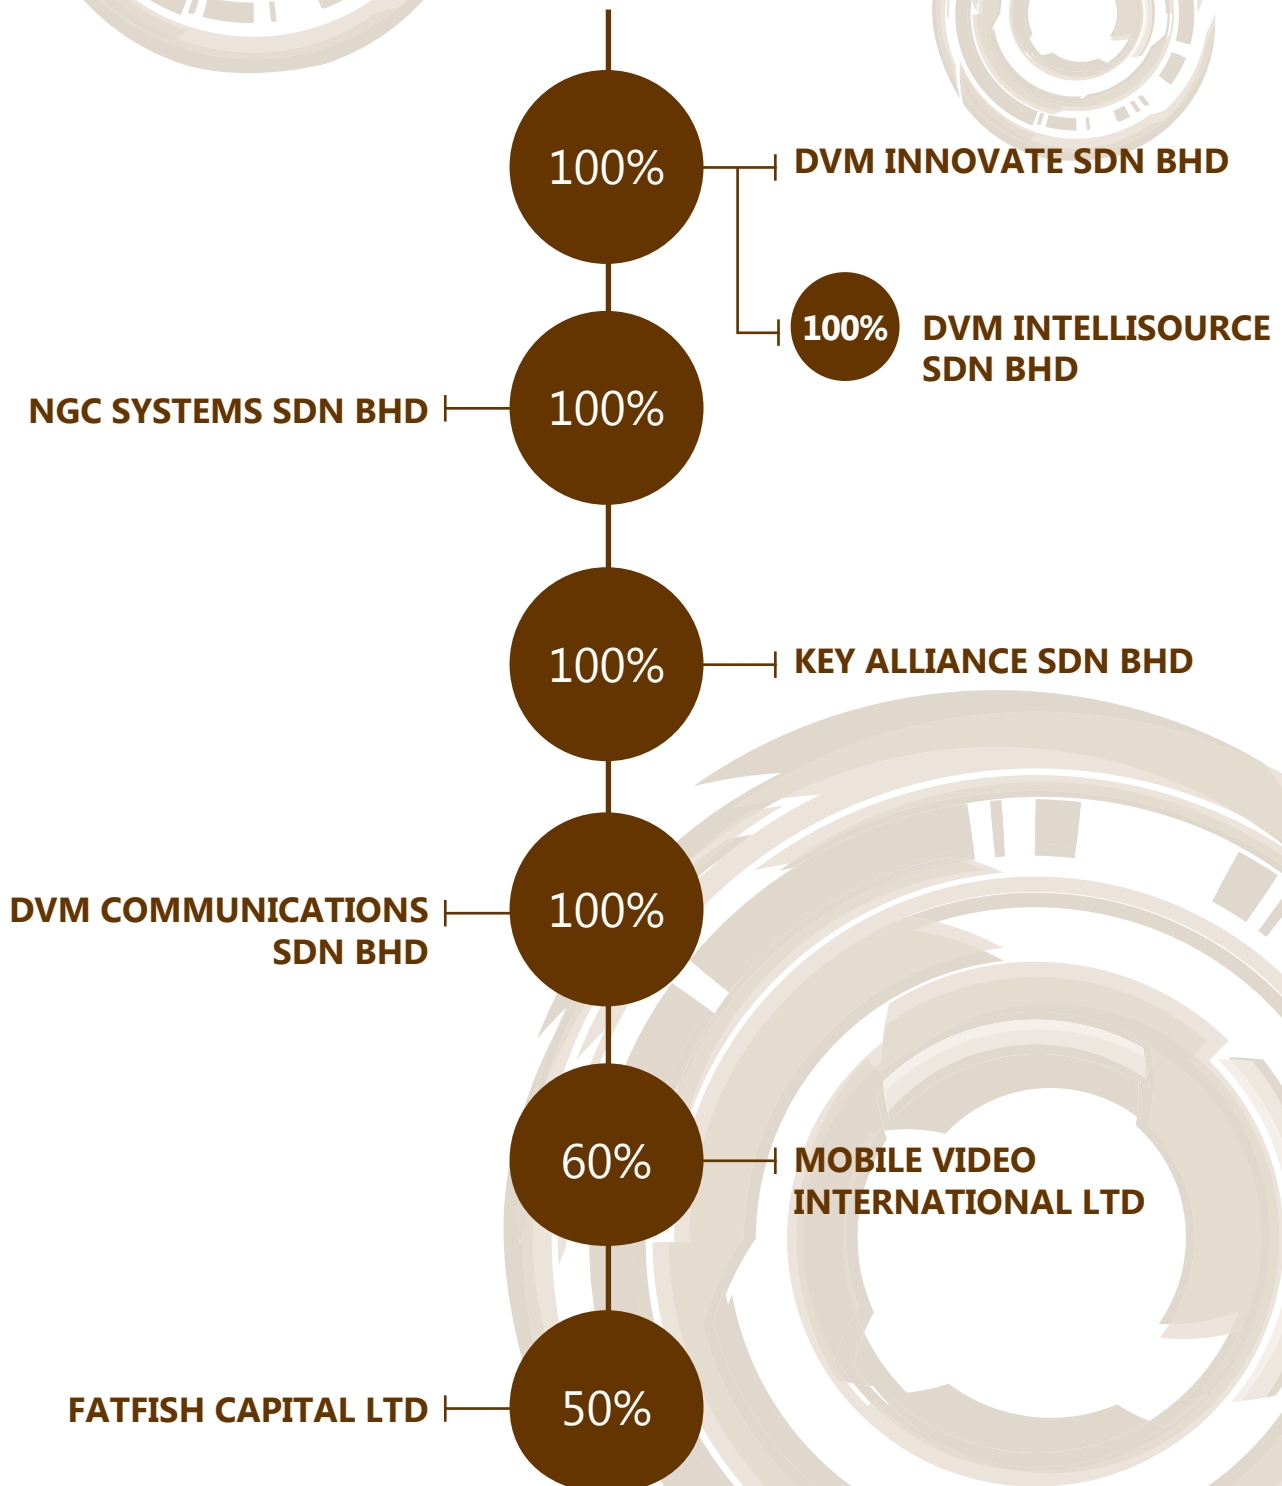 100%
DVM INNOVATE SDN BHD
100%
DVM INTELLISOURCE
SDN BHD
NGC SYSTEMS SDN BHD
100%
100%
KEY ALLIANCE SDN BHD
DVM COMMUNICATIONS
SDN BHD
100%
60%
MOBILE VIDEO
INTERNATIONAL LTD
FATFISH CAPITAL LTD
50%